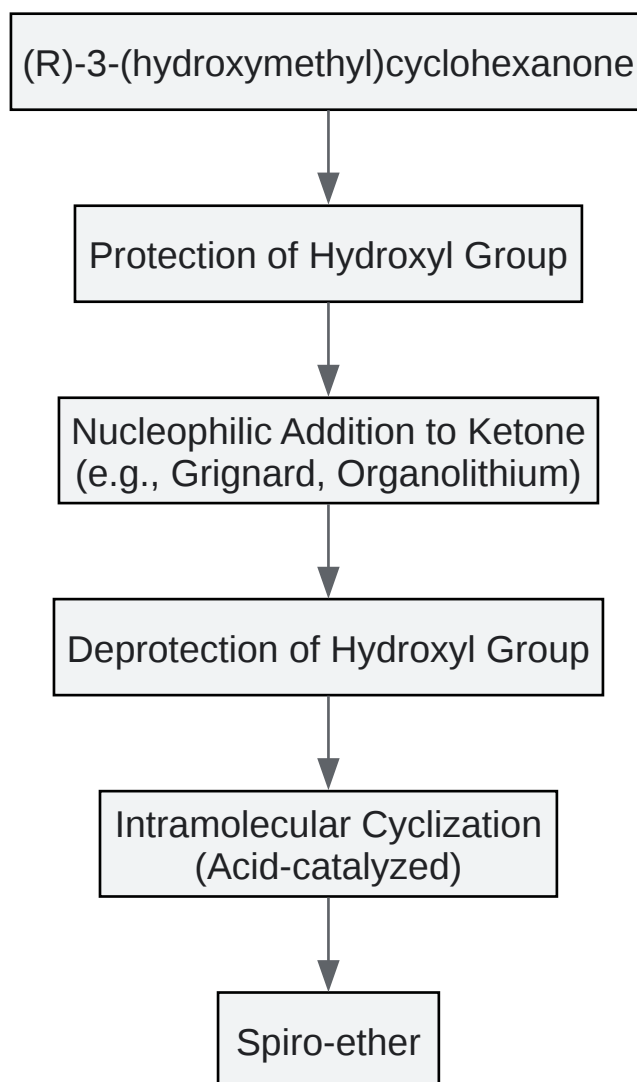 (R)-3-(hydroxymethyl)cyclohexanone
Protection of Hydroxyl Group
Nucleophilic Addition to Ketone
(e.g., Grignard, Organolithium)
Deprotection of Hydroxyl Group
Intramolecular Cyclization
(Acid-catalyzed)
Spiro-ether